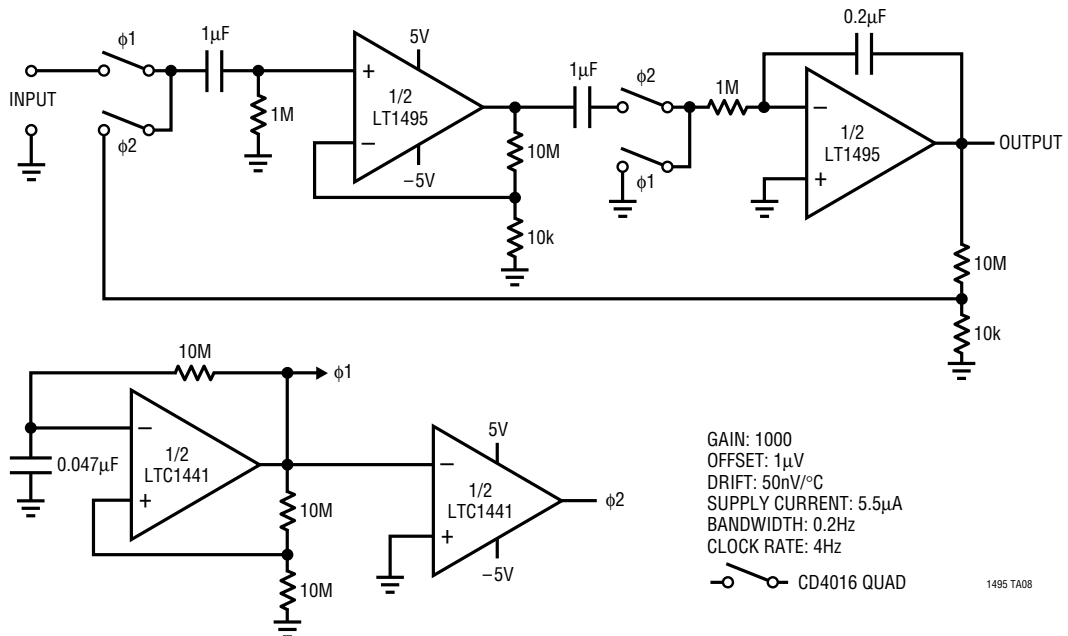 ϕ1
1µF
5V
0.2µF
INPUT
ϕ2
1M
+
1/2
LT1495
−
−5V
10M
10k
1µF
ϕ2
ϕ1
1M
−
1/2
LT1495
+
OUTPUT
10M
10k
10M
ϕ1
0.047µF
−
1/2
LTC1441
+
10M
10M
5V
−
1/2
LTC1441
+
−5V
ϕ2
GAIN: 1000
OFFSET: 1µV
DRIFT: 50nV/°C
SUPPLY CURRENT: 5.5µA
BANDWIDTH: 0.2Hz
CLOCK RATE: 4Hz
CD4016 QUAD
1495 TA08